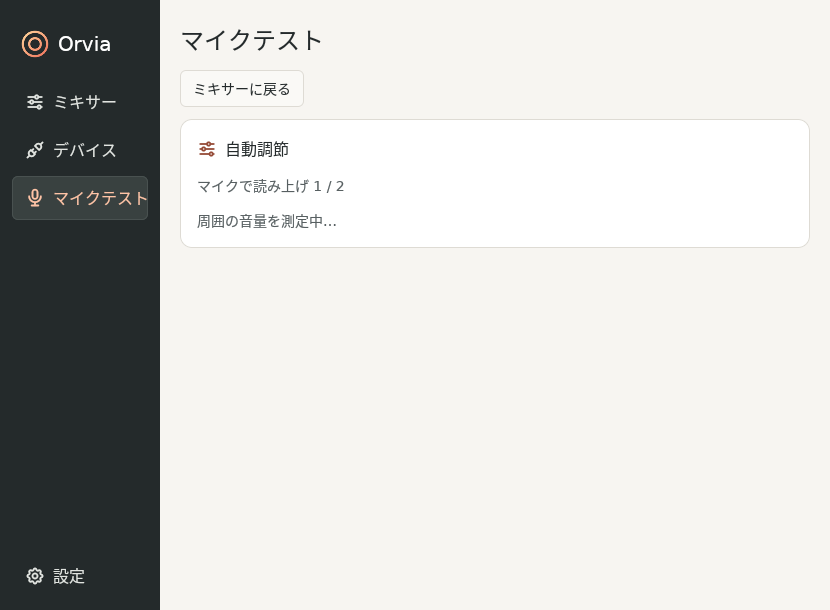 Orvia
ミキサー
デバイス
マイクテスト
設定
マイクテスト
ミキサーに戻る
自動調節
マイクで読み上げ 1 / 2
周囲の音量を測定中…